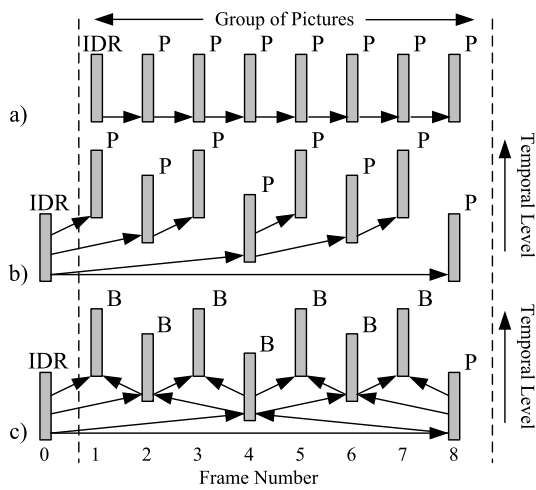 Group of Pictures
IDR P P P P P P P
a)
P P P P
P P
IDR P P
b)
Temporal Level
B B B B
B B
IDR B P
c)
Temporal Level
0 1 2 3 4 5 6 7 8
Frame Number